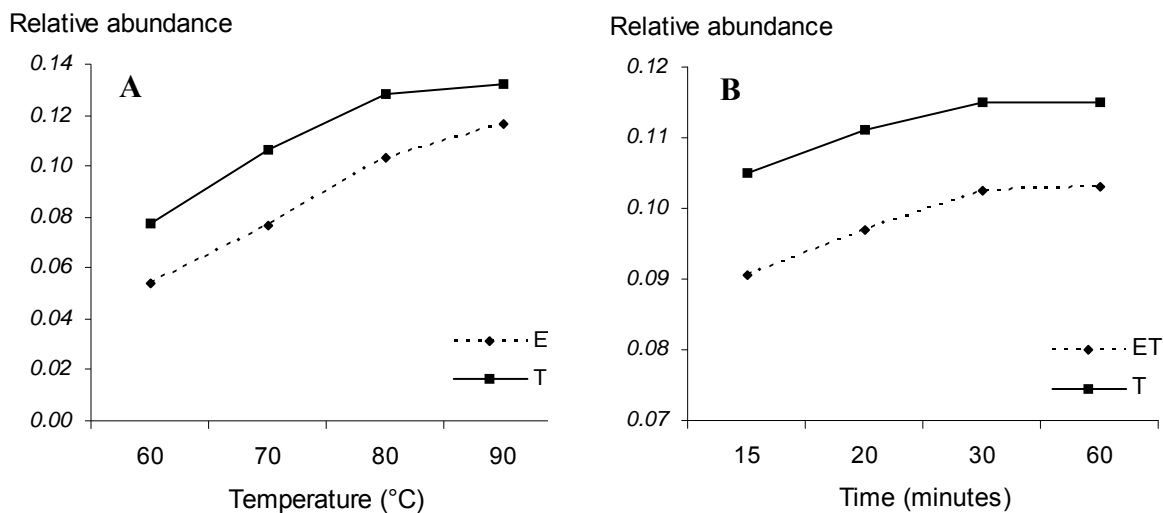 Relative abundance
A
0.14
0.12
0.10
0.08
0.06
0.04
0.02
0.00
60 70 80 90
Temperature (°C)
E
T
Relative abundance
B
0.12
0.11
0.10
0.09
0.08
0.07
15 20 30 60
Time (minutes)
ET
T